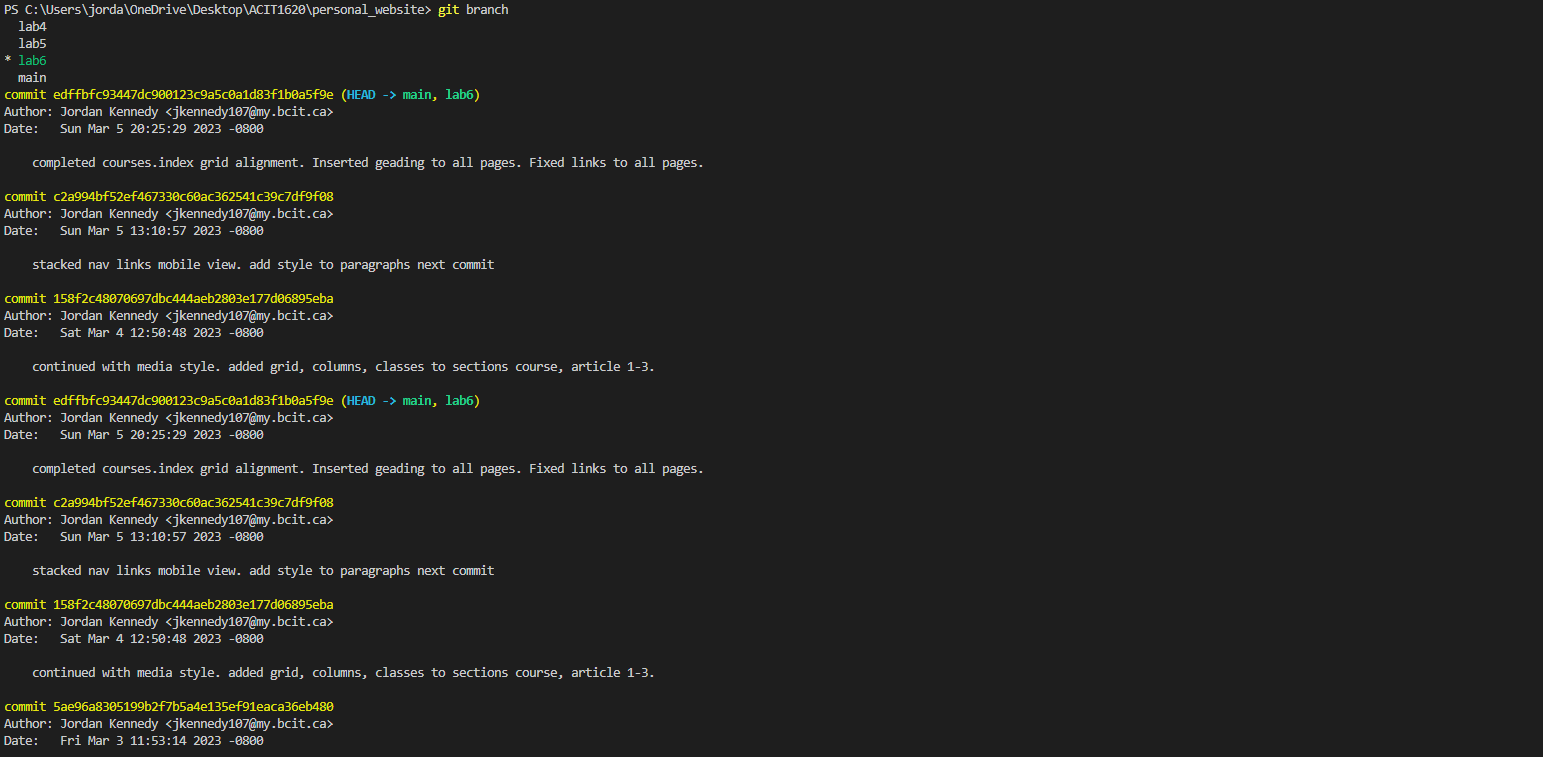 PS C:\Users\jorda\OneDrive\Desktop\ACIT1620\personal_website> git branch
  lab4
  lab5
* lab6
  main
commit edffbfc93447dc900123c9a5c0a1d83f1b0a5f9e (HEAD -> main, lab6)
Author: Jordan Kennedy <jkennedy107@my.bcit.ca>
Date:   Sun Mar 5 20:25:29 2023 -0800
    completed courses.index grid alignment. Inserted geading to all pages. Fixed links to all pages.
commit c2a994bf52ef467330c60ac362541c39c7df9f08
Author: Jordan Kennedy <jkennedy107@my.bcit.ca>
Date:   Sun Mar 5 13:10:57 2023 -0800
    stacked nav links mobile view. add style to paragraphs next commit
commit 158f2c48070697dbc444aeb2803e177d06895eba
Author: Jordan Kennedy <jkennedy107@my.bcit.ca>
Date:   Sat Mar 4 12:50:48 2023 -0800
    continued with media style. added grid, columns, classes to sections course, article 1-3.
commit edffbfc93447dc900123c9a5c0a1d83f1b0a5f9e (HEAD -> main, lab6)
Author: Jordan Kennedy <jkennedy107@my.bcit.ca>
Date:   Sun Mar 5 20:25:29 2023 -0800
    completed courses.index grid alignment. Inserted geading to all pages. Fixed links to all pages.
commit c2a994bf52ef467330c60ac362541c39c7df9f08
Author: Jordan Kennedy <jkennedy107@my.bcit.ca>
Date:   Sun Mar 5 13:10:57 2023 -0800
    stacked nav links mobile view. add style to paragraphs next commit
commit 158f2c48070697dbc444aeb2803e177d06895eba
Author: Jordan Kennedy <jkennedy107@my.bcit.ca>
Date:   Sat Mar 4 12:50:48 2023 -0800
    continued with media style. added grid, columns, classes to sections course, article 1-3.
commit 5ae96a8305199b2f7b5a4e135ef91eaca36eb480
Author: Jordan Kennedy <jkennedy107@my.bcit.ca>
Date:   Fri Mar 3 11:53:14 2023 -0800